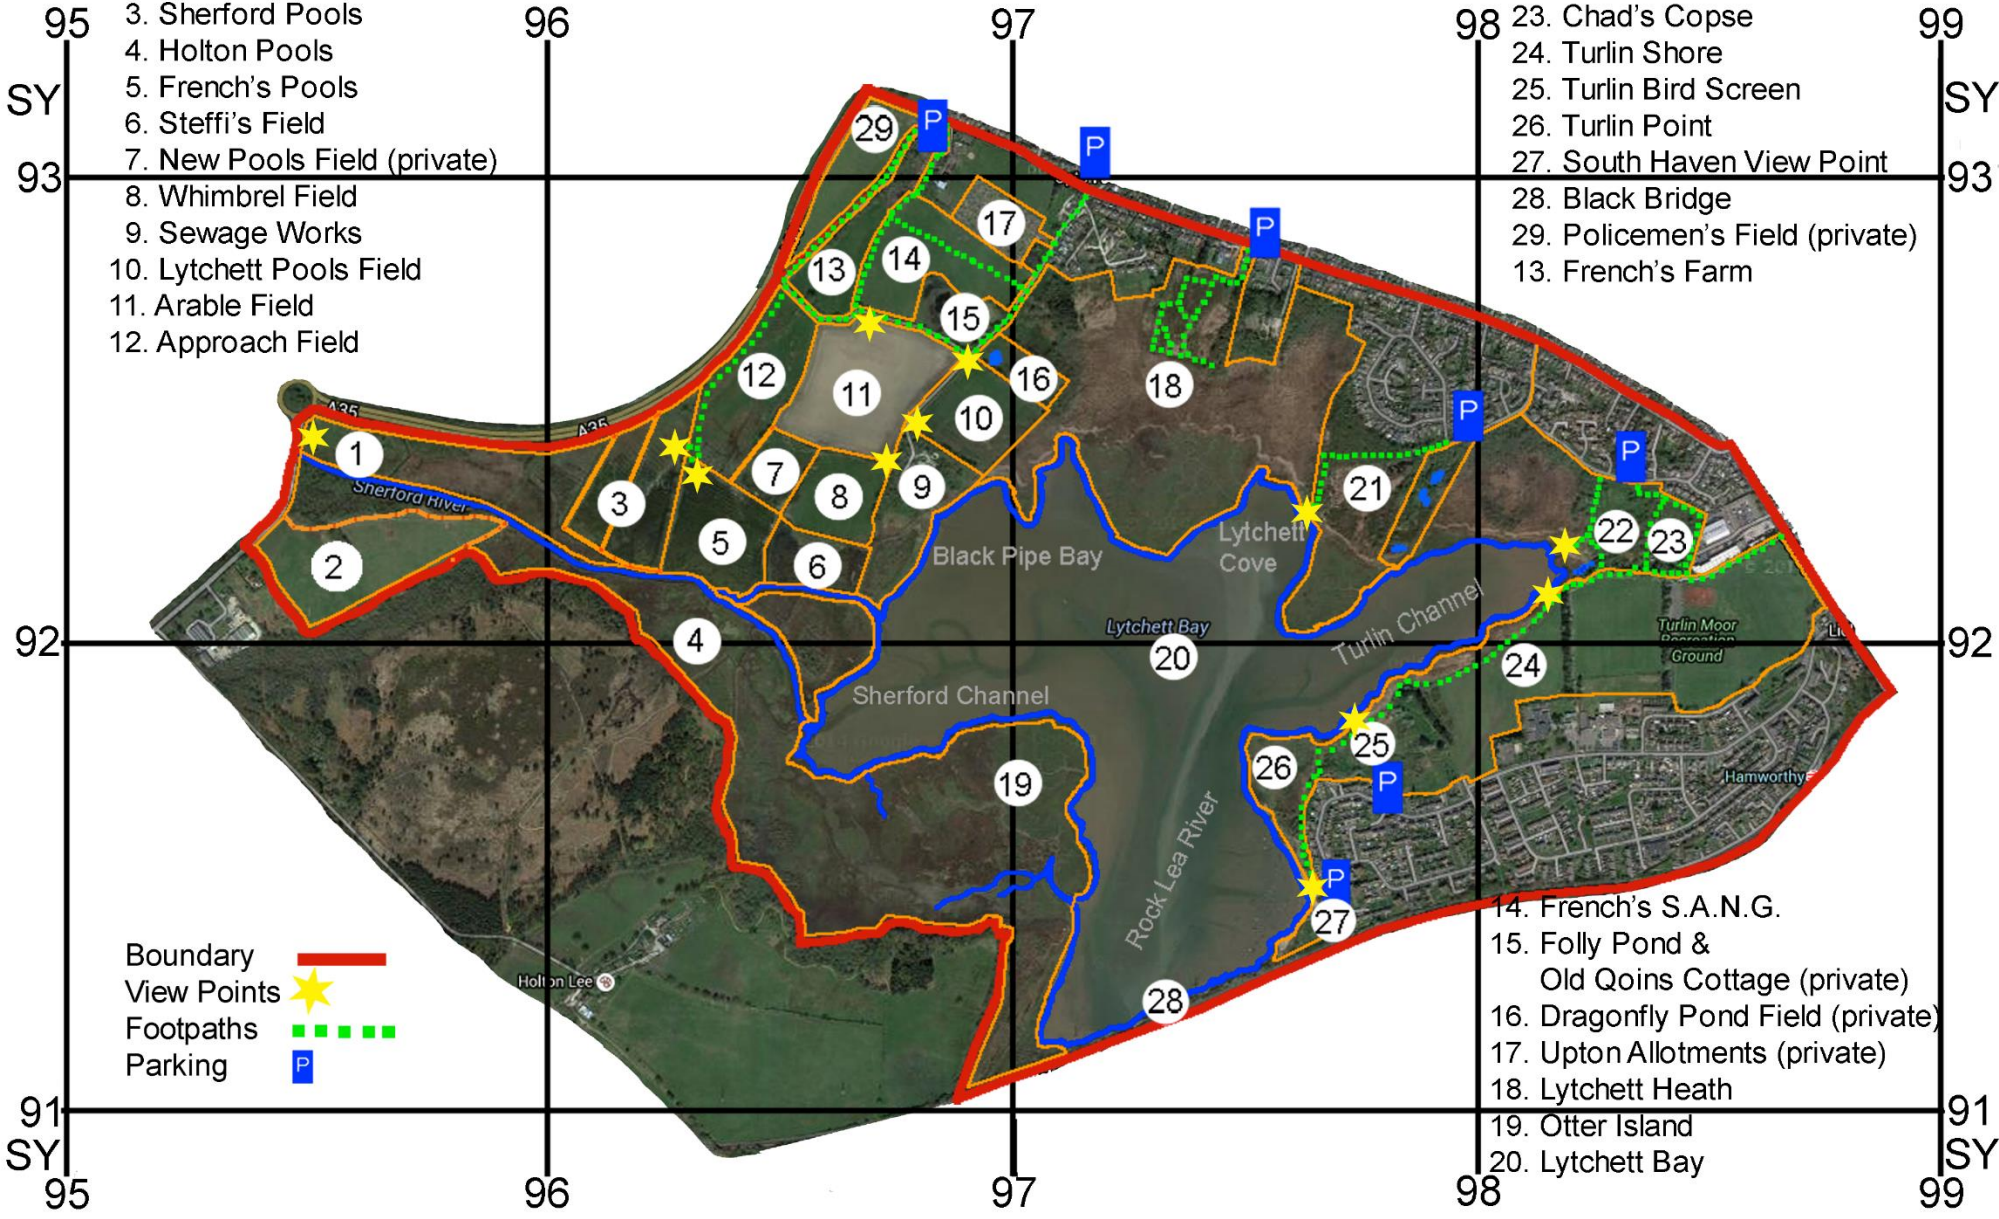 95
96
97
98
99
SY
SY
3. Sherford Pools
4. Holton Pools
5. French's Pools
6. Steffi's Field
7. New Pools Field (private)
8. Whimbrel Field
9. Sewage Works
10. Lytchett Pools Field
11. Arable Field
12. Approach Field
23. Chad's Copse
24. Turlin Shore
25. Turlin Bird Screen
26. Turlin Point
27. South Haven View Point
28. Black Bridge
29. Policemen's Field (private)
13. French's Farm
93
93
P
P
P
P
P
P
P
29
17
14
13
15
12
11
16
18
10
A35
A35
1
Sherford River
2
3
7
8
9
5
6
21
22
23
Black Pipe Bay
Lytchett
Cove
Turlin Channel
Lytchett Bay
20
4
Turlin Moor
Recreation
Ground
92
92
24
Sherford Channel
25
26
19
Hamworthy
Rock Lea River
27
28
Holton Lee
Boundary
View Points
Footpaths
Parking
P
14. French's S.A.N.G.
15. Folly Pond &
Old Qoins Cottage (private)
16. Dragonfly Pond Field (private)
17. Upton Allotments (private)
18. Lytchett Heath
19. Otter Island
20. Lytchett Bay
91
91
SY
SY
95
96
97
98
99